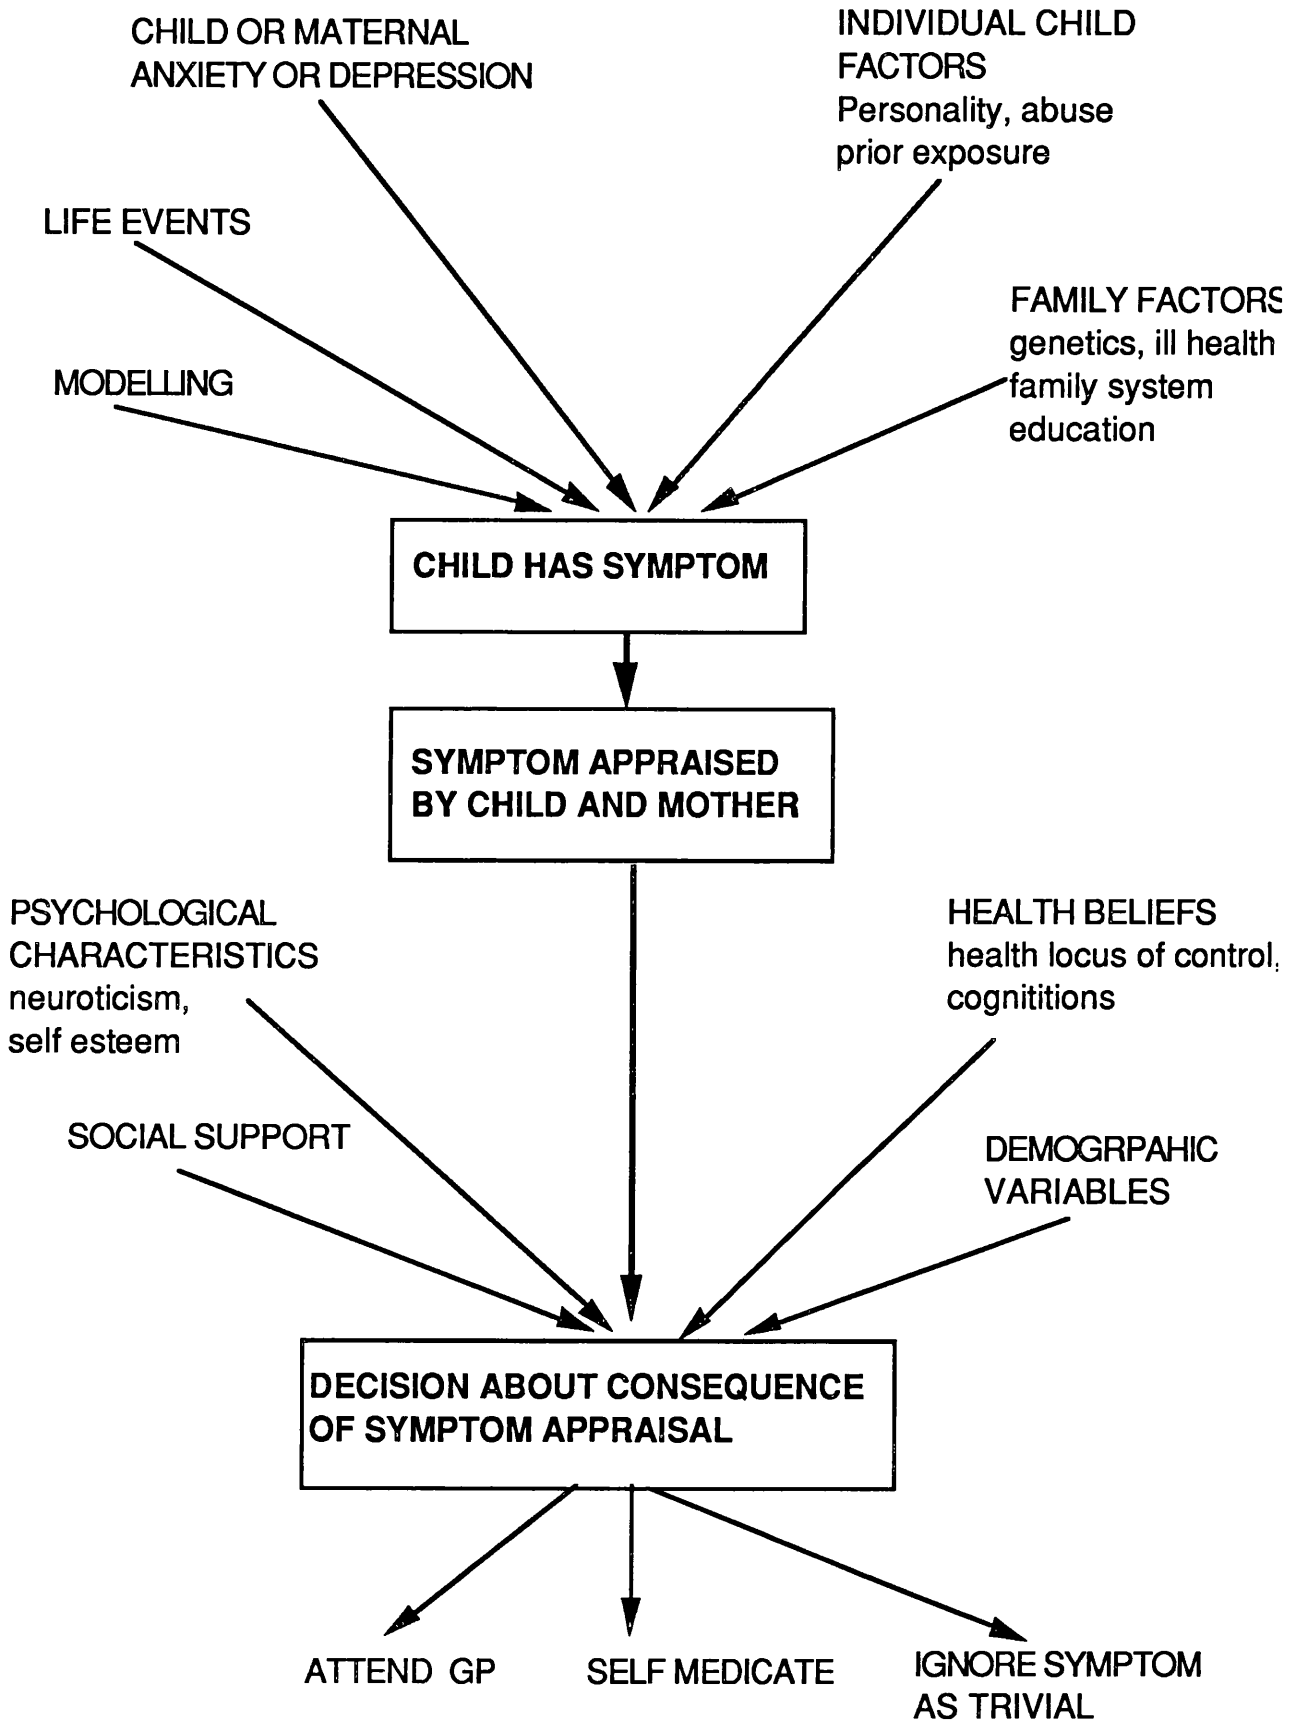 CHILD OR MATERNAL
ANXIETY OR DEPRESSION
INDIVIDUAL CHILD
FACTORS
Personality, abuse
prior exposure
LIFE EVENTS
FAMILY FACTORS
genetics, ill health
family system
education
MODELLING
CHILD HAS SYMPTOM
SYMPTOM APPRAISED
BY CHILD AND MOTHER
PSYCHOLOGICAL
CHARACTERISTICS
neuroticism,
self esteem
HEALTH BELIEFS
health locus of control,
cognititions
SOCIAL SUPPORT
DEMOGRPAHIC
VARIABLES
DECISION ABOUT CONSEQUENCE
OF SYMPTOM APPRAISAL
ATTEND GP
SELF MEDICATE
IGNORE SYMPTOM
AS TRIVIAL